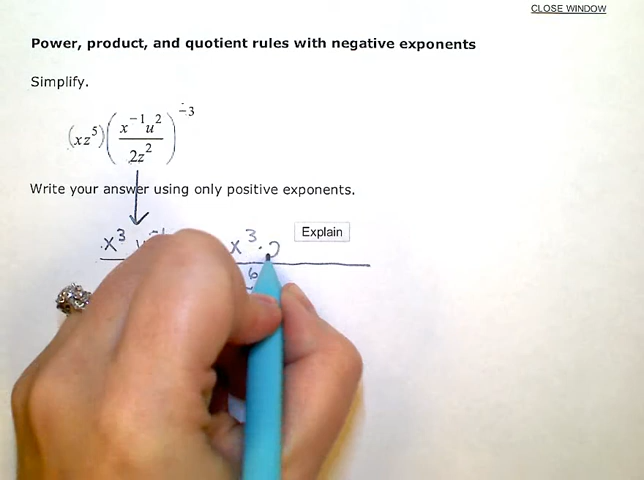 CLOSE WINDOW
Power, product, and quotient rules with negative exponents
Simplify.
(xz⁵)(x⁻¹u²/2z²)⁻³
Write your answer using only positive exponents.
x³ x³· Explain
6